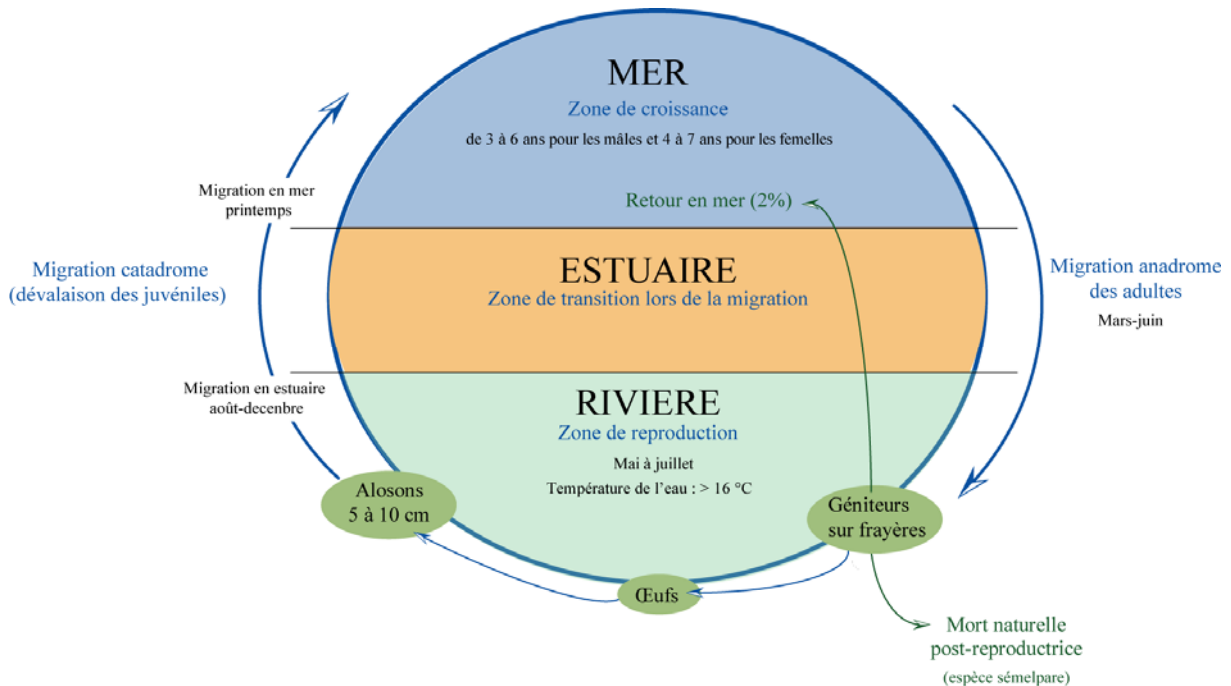 MER
Zone de croissance
de 3 à 6 ans pour les mâles et 4 à 7 ans pour les femelles
Migration en mer
printemps
Retour en mer (2%)
Migration catadrome
(dévalaison des juvéniles)
ESTUAIRE
Zone de transition lors de la migration
Migration anadrome
des adultes
Mars-juin
Migration en estuaire
août-decenbre
RIVIERE
Zone de reproduction
Mai à juillet
Température de l'eau : > 16 °C
Alosons
5 à 10 cm
Géniteurs
sur frayères
Œufs
Mort naturelle
post-reproductrice
(espèce sémelpare)